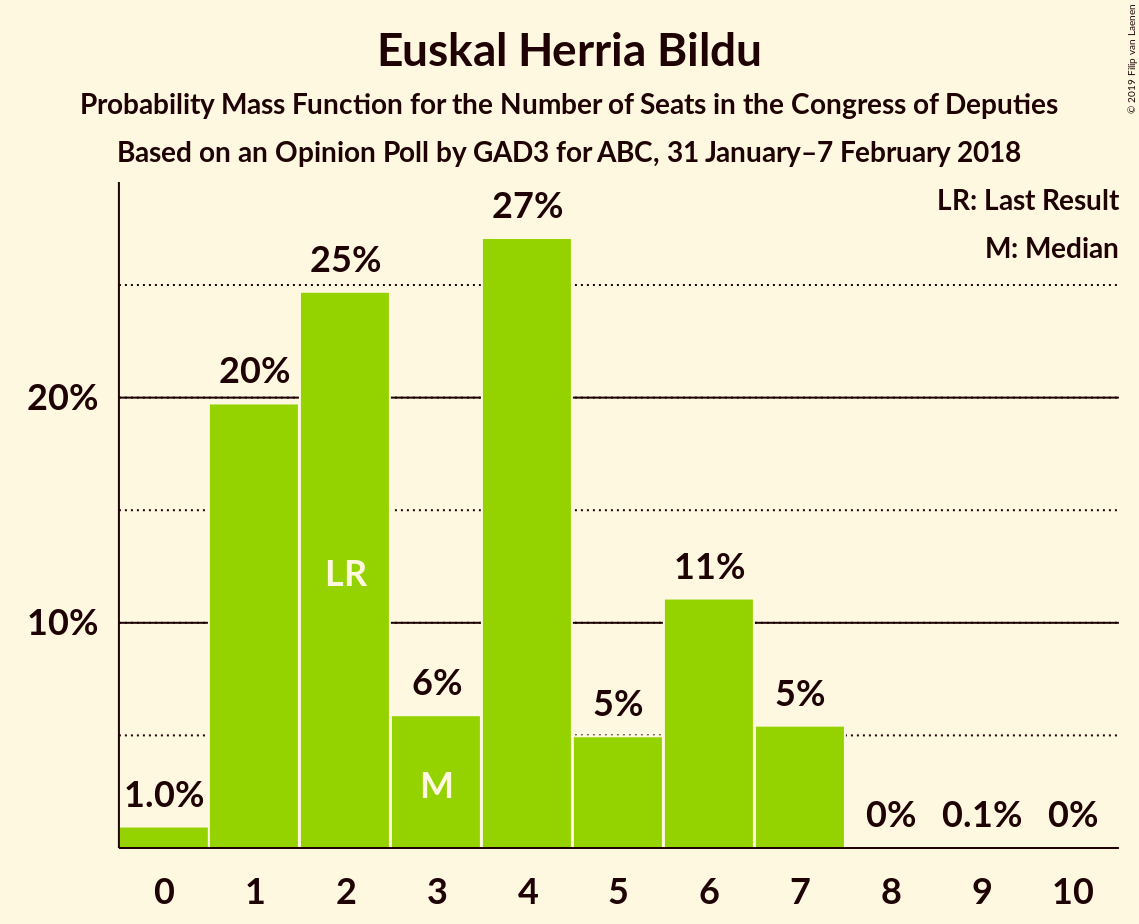 Euskal Herria Bildu
Probability Mass Function for the Number of Seats in the Congress of Deputies
Based on an Opinion Poll by GAD3 for ABC, 31 January–7 February 2018
© 2019 Filip van Laenen
LR: Last Result
M: Median
27%
25%
20%
20%
11%
10%
6%
5%
5%
1.0%
0%
0.1%
0%
LR
M
0 1 2 3 4 5 6 7 8 9 10